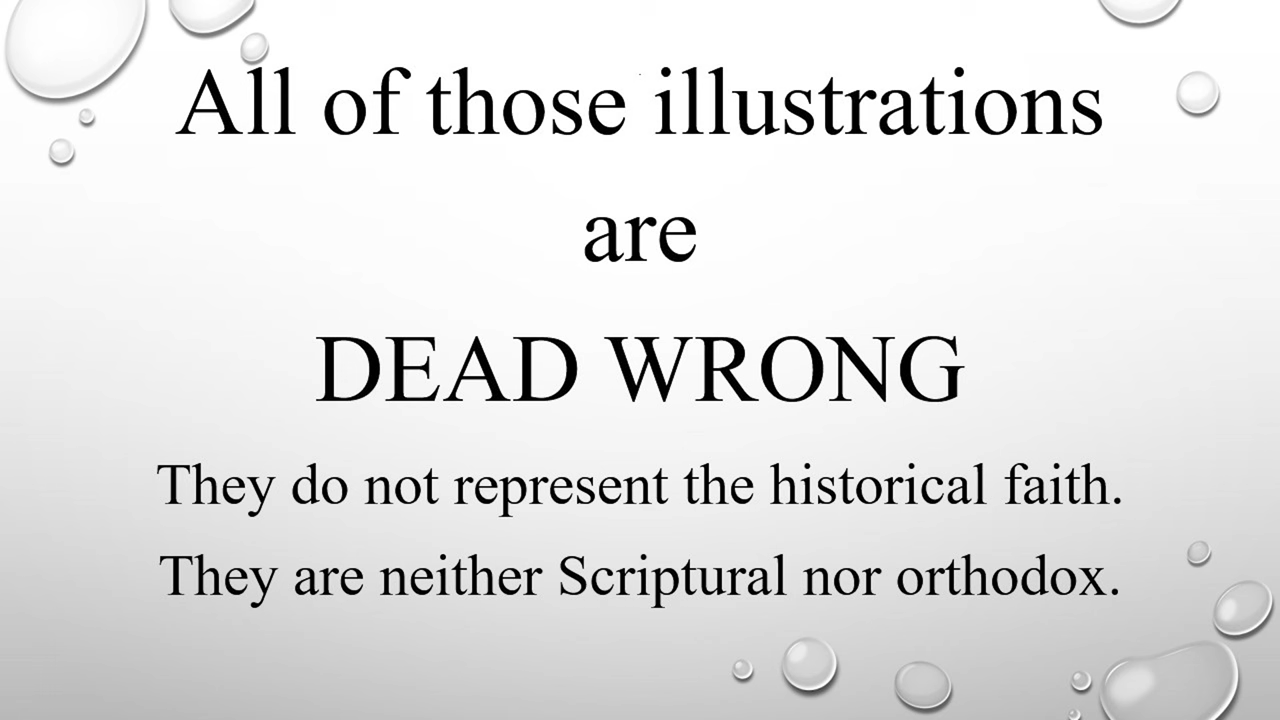 All of those illustrations
are
DEAD WRONG
They do not represent the historical faith.
They are neither Scriptural nor orthodox.